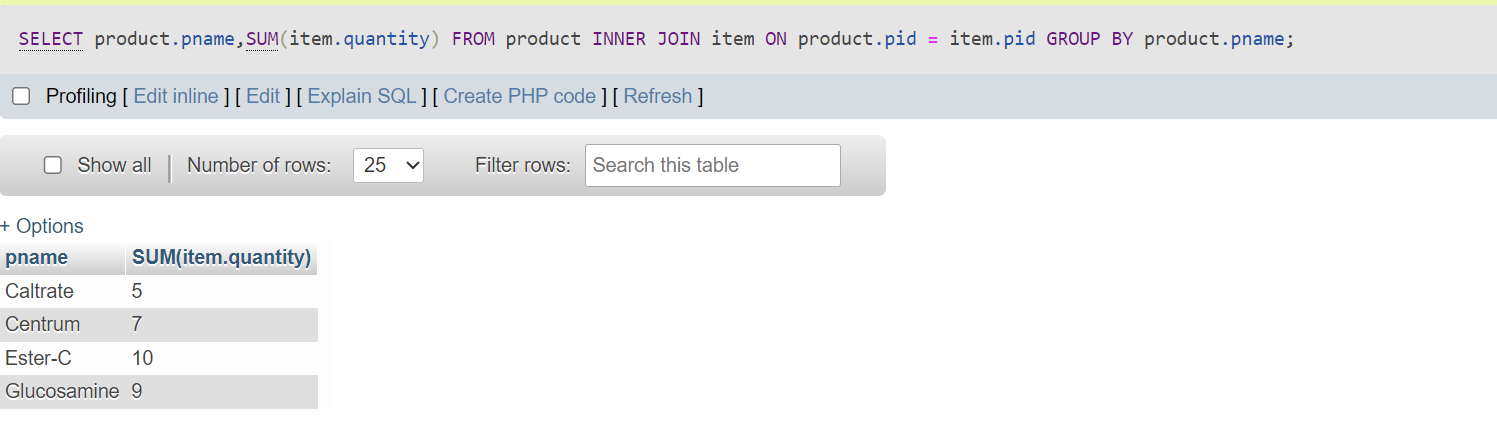 SELECT product.pname,SUM(item.quantity) FROM product INNER JOIN item ON product.pid = item.pid GROUP BY product.pname;
Profiling [ Edit inline ] [ Edit ] [ Explain SQL ] [ Create PHP code ] [ Refresh ]
Show all | Number of rows: 25 Filter rows: Search this table
+ Options
pname SUM(item.quantity)
Caltrate 5
Centrum 7
Ester-C 10
Glucosamine 9